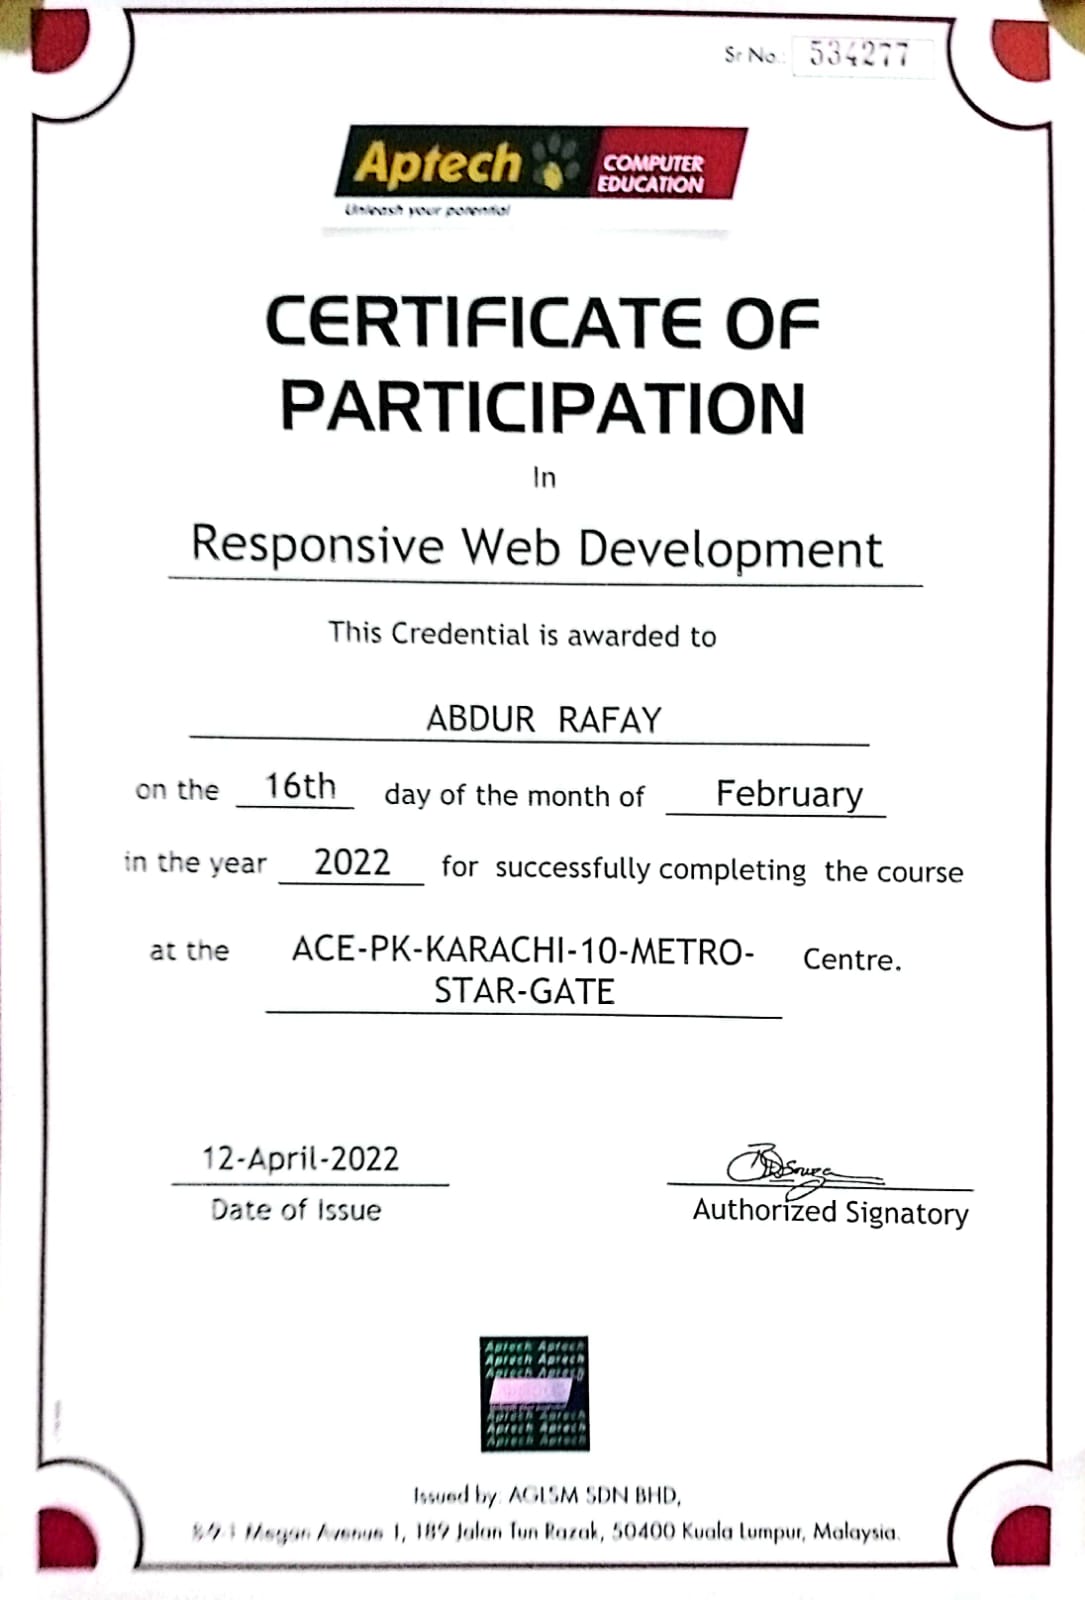 Sr No.: 534277
Aptech COMPUTER EDUCATION
Unleash your potential
CERTIFICATE OF
PARTICIPATION
In
Responsive Web Development
This Credential is awarded to
ABDUR RAFAY
on the 16th day of the month of February
in the year 2022 for successfully completing the course
at the ACE-PK-KARACHI-10-METRO- Centre.
STAR-GATE
12-April-2022
Date of Issue
Authorized Signatory
Aptech Aptech
Aptech Aptech
Aptech Aptech
Aptech Aptech
Aptech Aptech
Aptech Aptech
Issued by: AGLSM SDN BHD,
Megan Avenue 1, 189 Jalan Tun Razak, 50400 Kuala Lumpur, Malaysia.